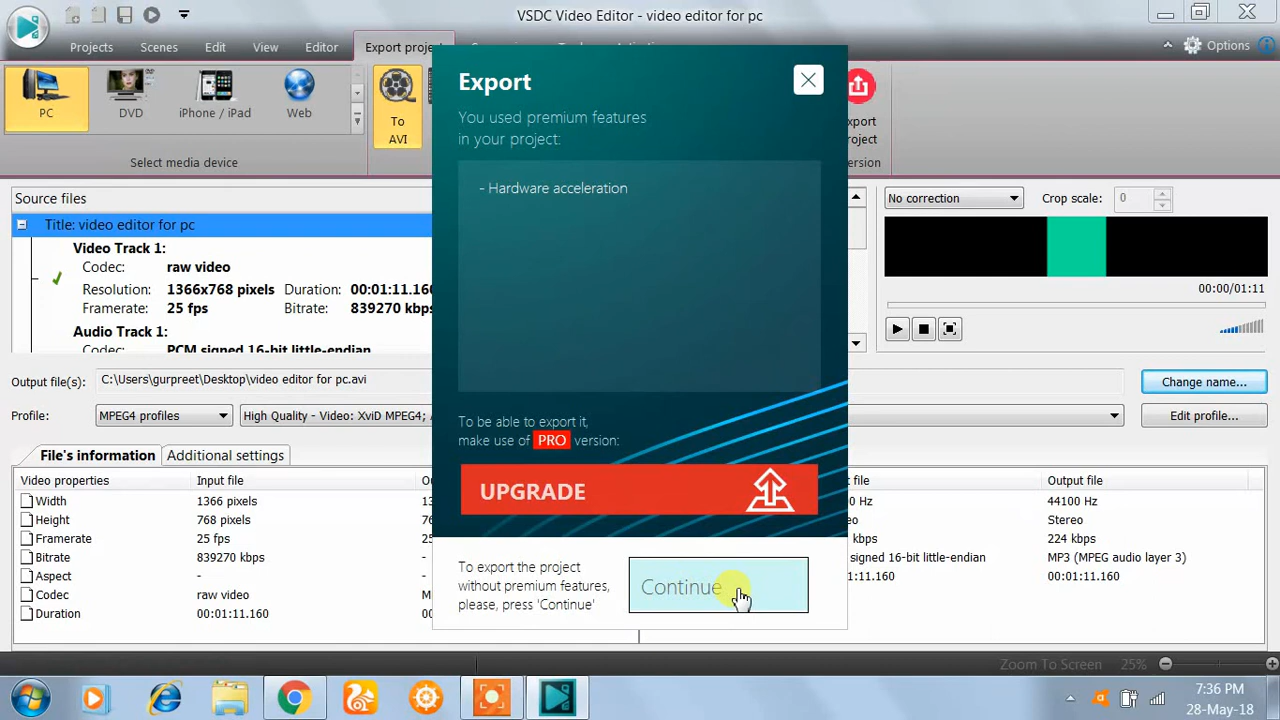 VSDC Video Editor - video editor for pc
Projects Scenes Edit View Editor Export proje
Options
PC DVD iPhone / iPad Web
To
AVI
xport
roject
Select media device
ersion
Export
You used premium features
in your project:
- Hardware acceleration
To be able to export it,
make use of PRO version:
UPGRADE
To export the project
without premium features,
please, press 'Continue'
Continue
Source files
Title: video editor for pc
Video Track 1:
Codec: raw video
Resolution: 1366x768 pixels Duration: 00:01:11.160
Framerate: 25 fps Bitrate: 839270 kbps
Audio Track 1:
Codec: PCM signed 16-bit little-endian
No correction Crop scale: 0
00:00/01:11
Output file(s): C:\Users\gurpreet\Desktop\video editor for pc.avi
Change name...
Profile: MPEG4 profiles High Quality - Video: XviD MPEG4;
Edit profile...
File's information Additional settings
Video properties Input file
Width 1366 pixels
Height 768 pixels
Framerate 25 fps
Bitrate 839270 kbps
Aspect -
Codec raw video
Duration 00:01:11.160
Output file
44100 Hz
Stereo
224 kbps
signed 16-bit little-endian MP3 (MPEG audio layer 3)
00:01:11.160
Zoom To Screen 25%
7:36 PM
28-May-18